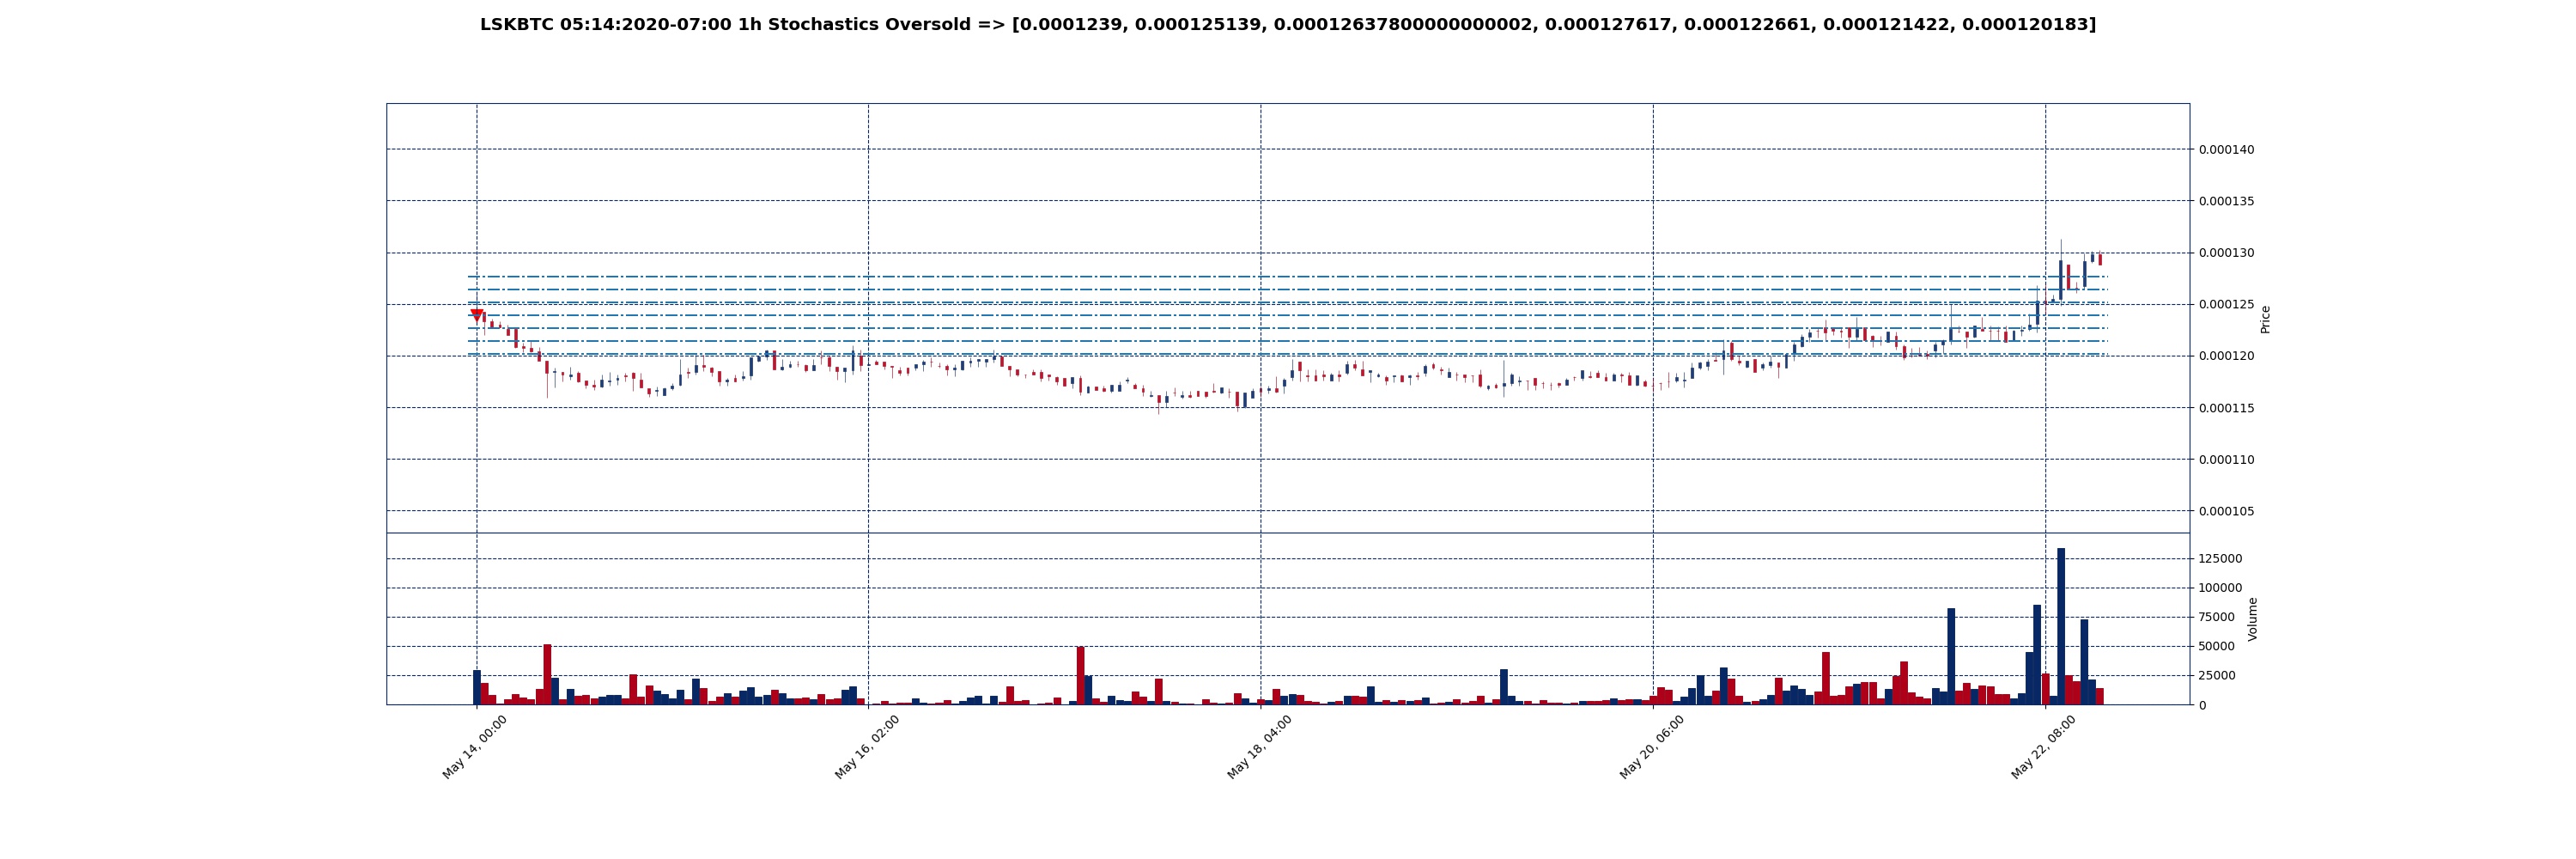 LSKBTC 05:14:2020-07:00 1h Stochastics Oversold => [0.0001239, 0.000125139, 0.00012637800000000002, 0.000127617, 0.000122661, 0.000121422, 0.000120183]
0.000140
0.000135
0.000130
0.000125
0.000120
0.000115
0.000110
0.000105
Price
125000
100000
75000
50000
25000
0
Volume
May 14, 00:00
May 16, 02:00
May 18, 04:00
May 20, 06:00
May 22, 08:00